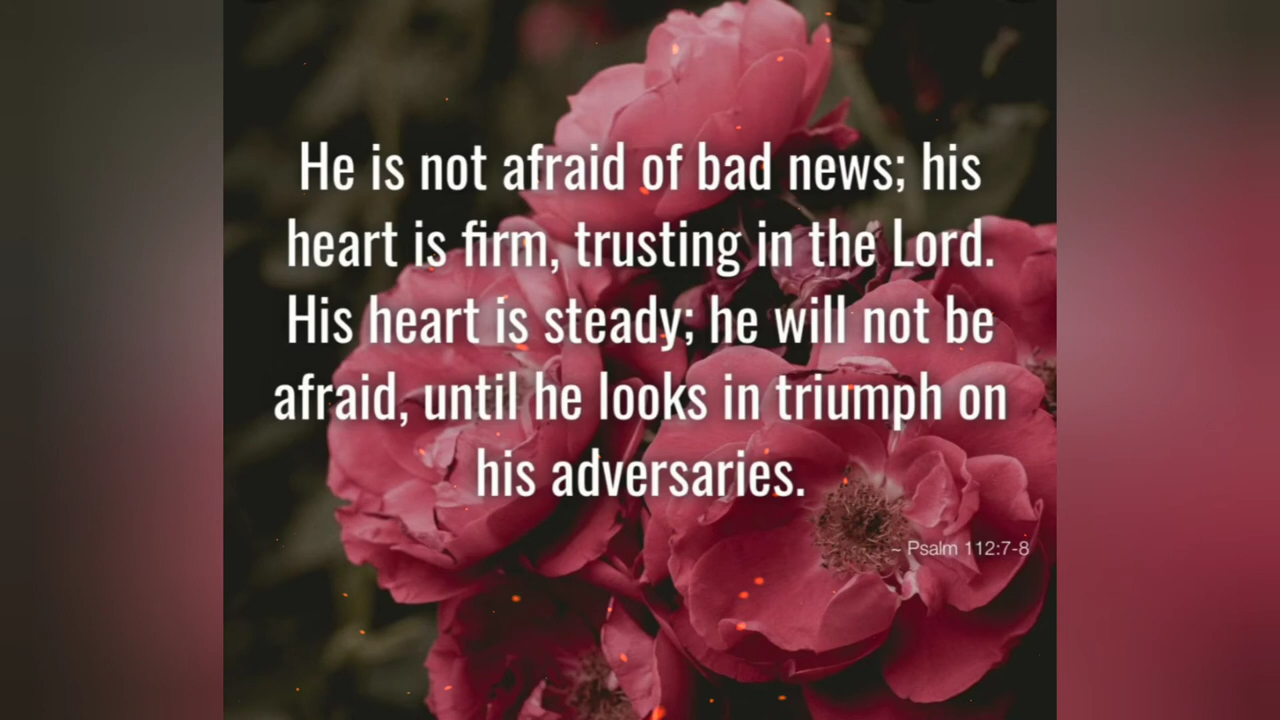 He is not afraid of bad news; his
heart is firm, trusting in the Lord.
His heart is steady; he will not be
afraid, until he looks in triumph on
his adversaries.
~ Psalm 112:7-8